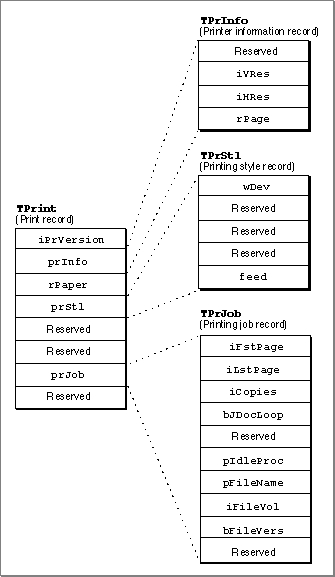 TPrInfo
(Printer information record)
Reserved
iVRes
iHRes
rPage
TPrStl
(Printing style record)
wDev
Reserved
Reserved
Reserved
feed
TPrint
(Print record)
iPrVersion
prInfo
rPaper
prStl
Reserved
Reserved
prJob
Reserved
TPrJob
(Printing job record)
iFstPage
iLstPage
iCopies
bJDocLoop
Reserved
pIdleProc
pFileName
iFileVol
bFileVers
Reserved